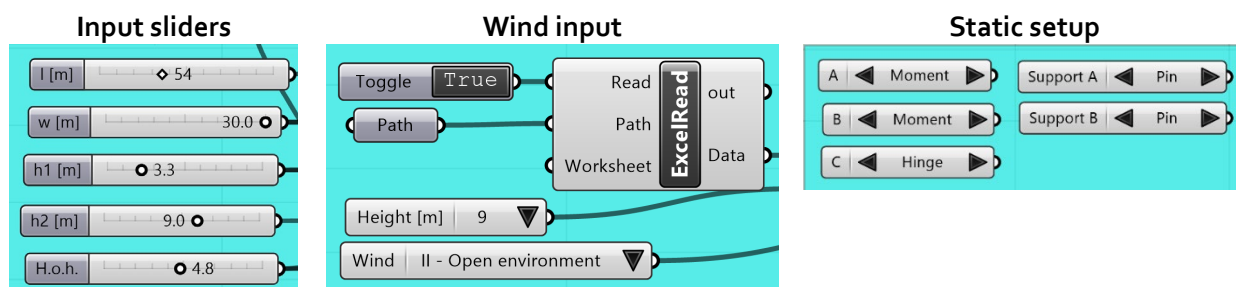 Input sliders
l [m] 54
w [m] 30.0
h1 [m] 3.3
h2 [m] 9.0
H.o.h. 4.8
Wind input
Toggle True
Path
Read
Path
Worksheet
ExcelRead
out
Data
Height [m] 9
Wind II - Open environment
Static setup
A Moment
B Moment
C Hinge
Support A Pin
Support B Pin